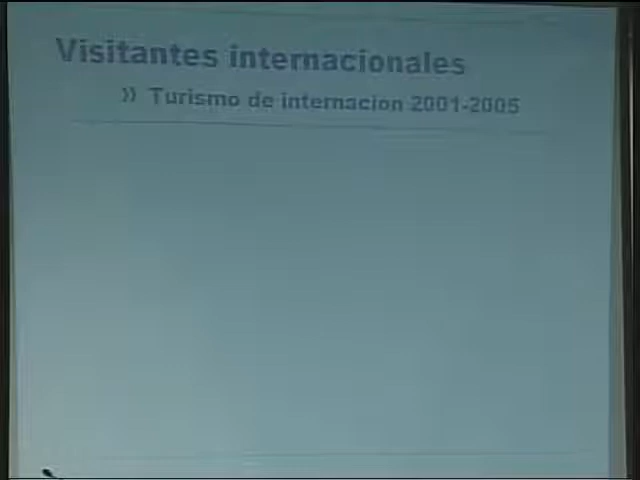 Visitantes internacionales
» Turismo de internacion 2001-2005